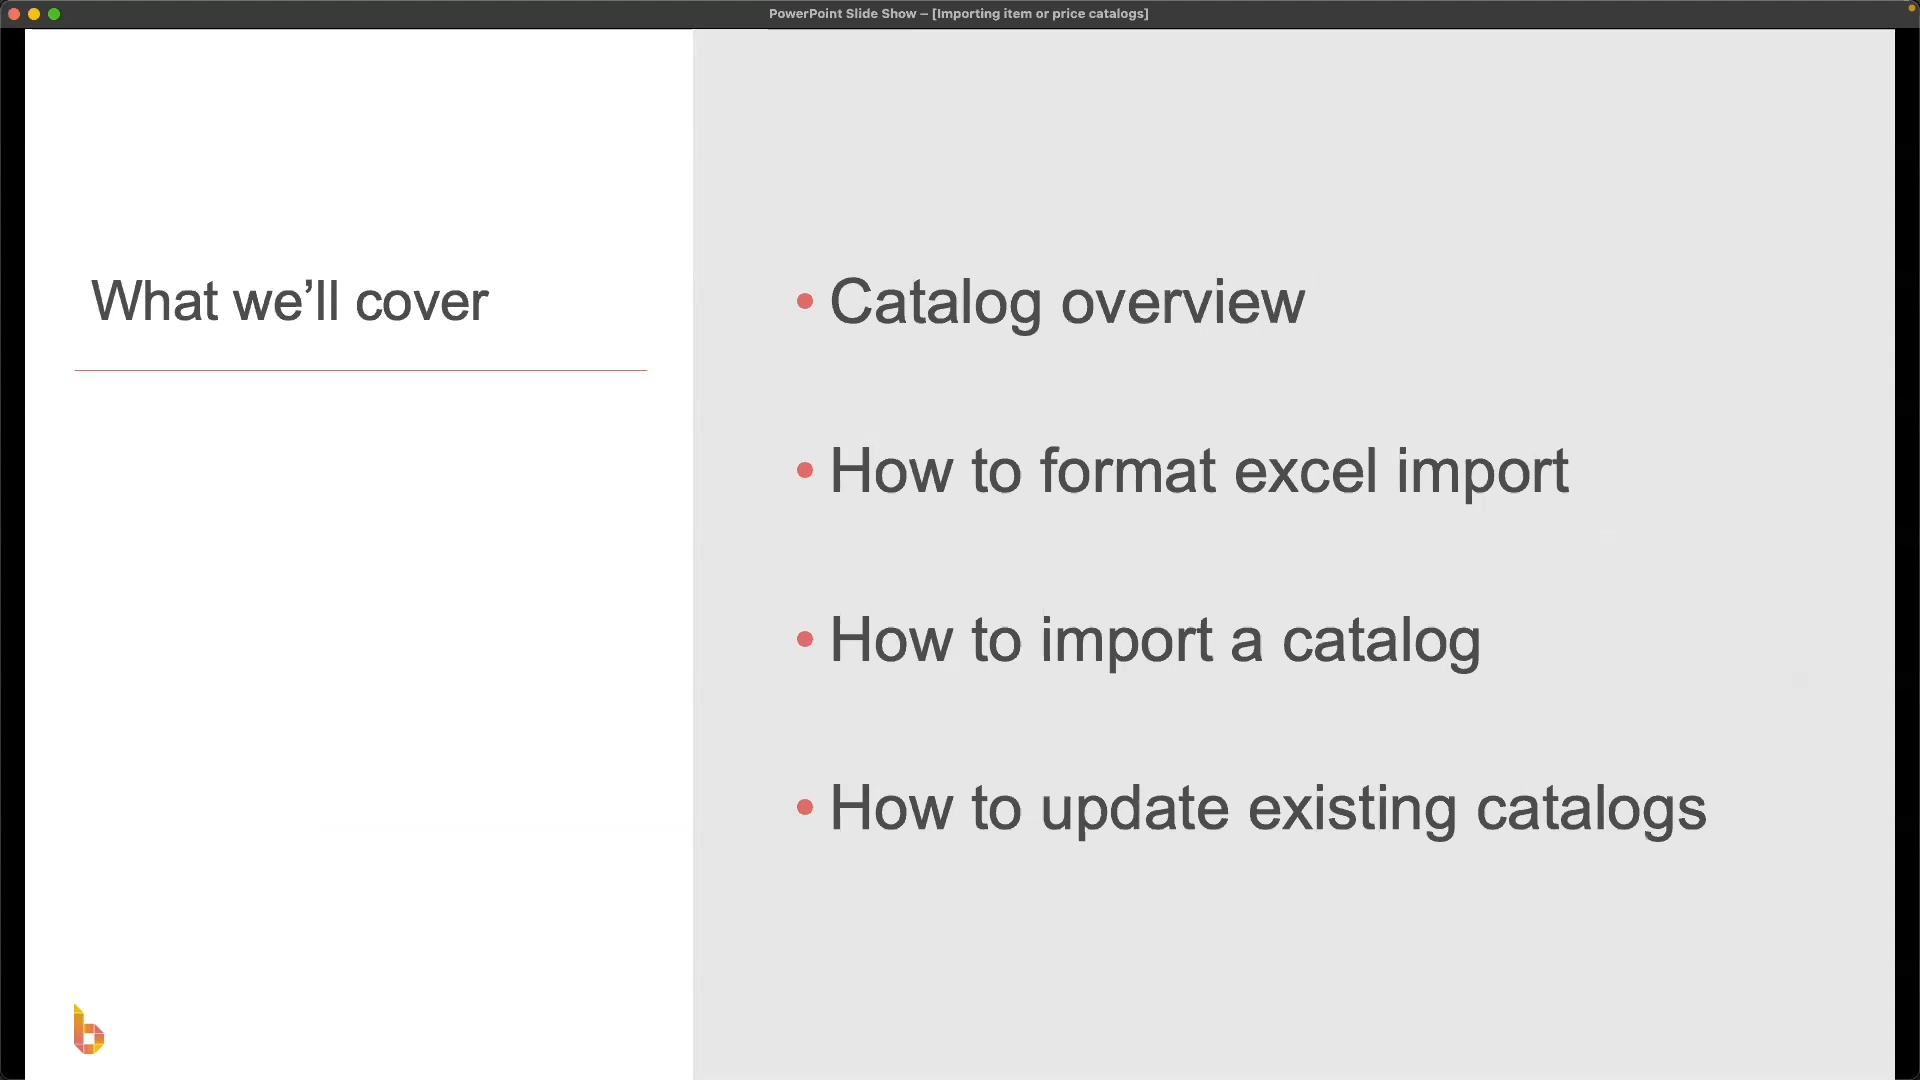 PowerPoint Slide Show – [Importing item or price catalogs]
What we’ll cover
• Catalog overview
• How to format excel import
• How to import a catalog
• How to update existing catalogs